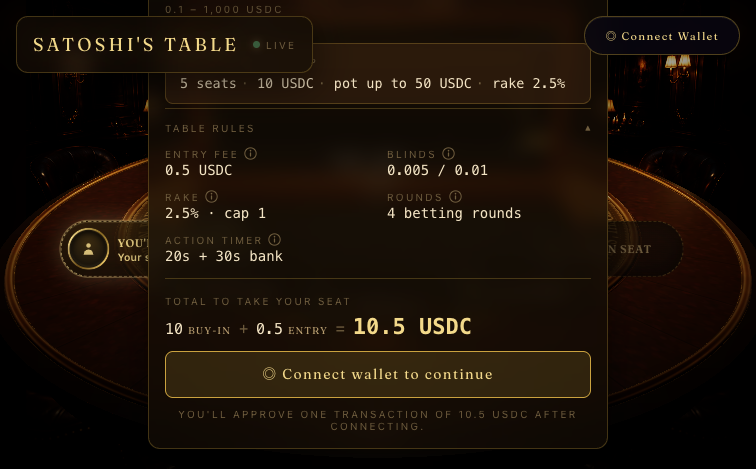 0.1 – 1,000 USDC
SATOSHI'S TABLE LIVE
Connect Wallet
5 seats · 10 USDC · pot up to 50 USDC · rake 2.5%
TABLE RULES
ENTRY FEE BLINDS
0.5 USDC 0.005 / 0.01
RAKE ROUNDS
2.5% · cap 1 4 betting rounds
ACTION TIMER
20s + 30s bank
TOTAL TO TAKE YOUR SEAT
10 BUY-IN + 0.5 ENTRY = 10.5 USDC
Connect wallet to continue
YOU'LL APPROVE ONE TRANSACTION OF 10.5 USDC AFTER
CONNECTING.
Your
SEAT